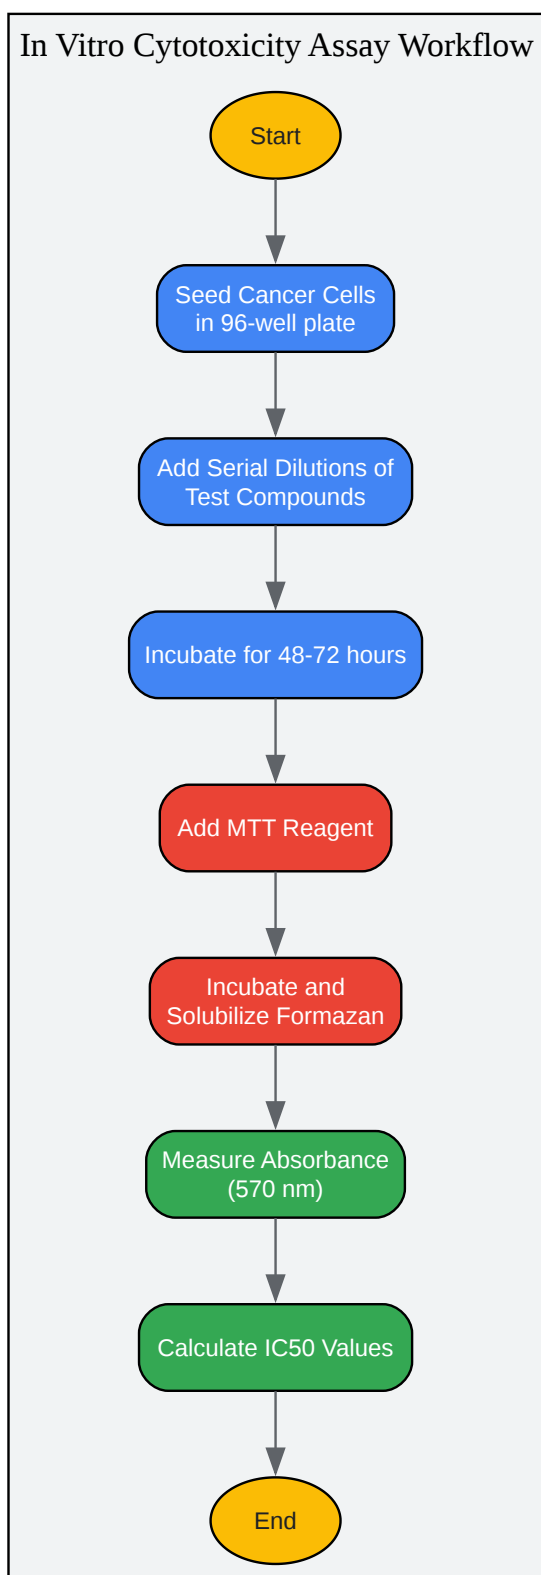 In Vitro Cytotoxicity Assay Workflow
Start
Seed Cancer Cells
in 96-well plate
Add Serial Dilutions of
Test Compounds
Incubate for 48-72 hours
Add MTT Reagent
Incubate and
Solubilize Formazan
Measure Absorbance
(570 nm)
Calculate IC50 Values
End